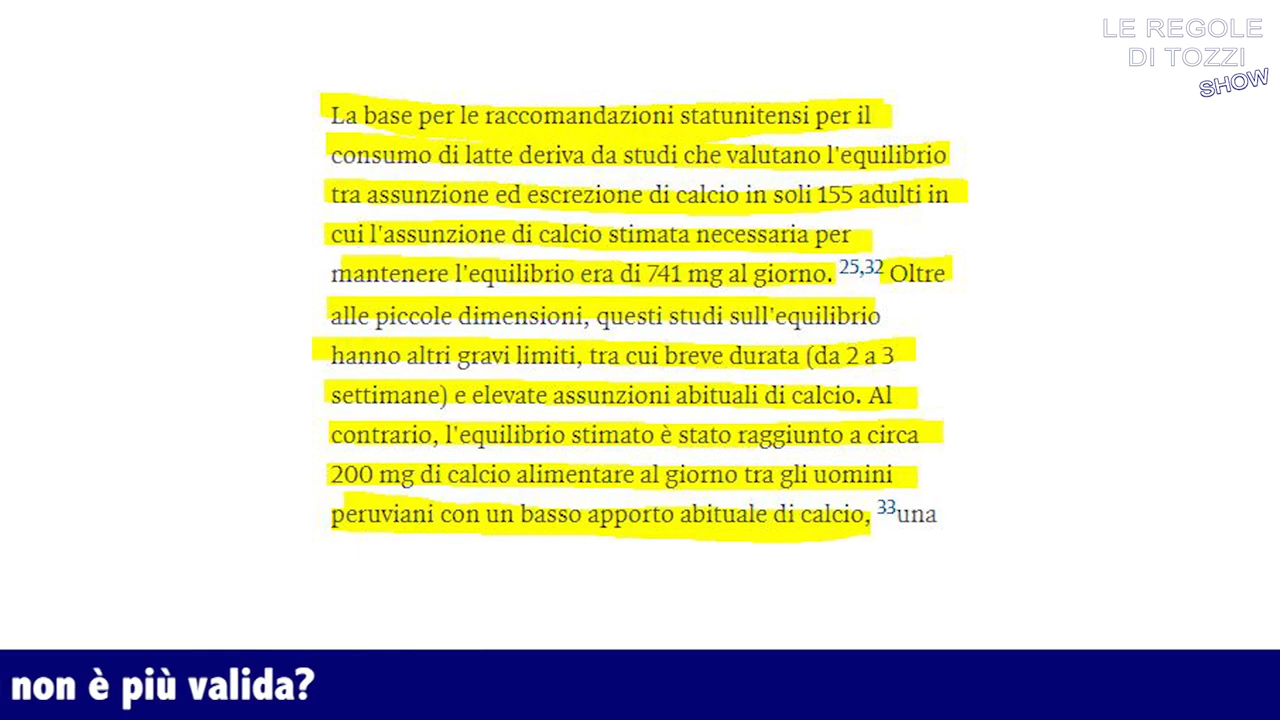 LE REGOLE
DI TOZZI
SHOW
La base per le raccomandazioni statunitensi per il
consumo di latte deriva da studi che valutano l'equilibrio
tra assunzione ed escrezione di calcio in soli 155 adulti in
cui l'assunzione di calcio stimata necessaria per
mantenere l'equilibrio era di 741 mg al giorno. 25,32 Oltre
alle piccole dimensioni, questi studi sull'equilibrio
hanno altri gravi limiti, tra cui breve durata (da 2 a 3
settimane) e elevate assunzioni abituali di calcio. Al
contrario, l'equilibrio stimato è stato raggiunto a circa
200 mg di calcio alimentare al giorno tra gli uomini
peruviani con un basso apporto abituale di calcio, 33una
non è più valida?